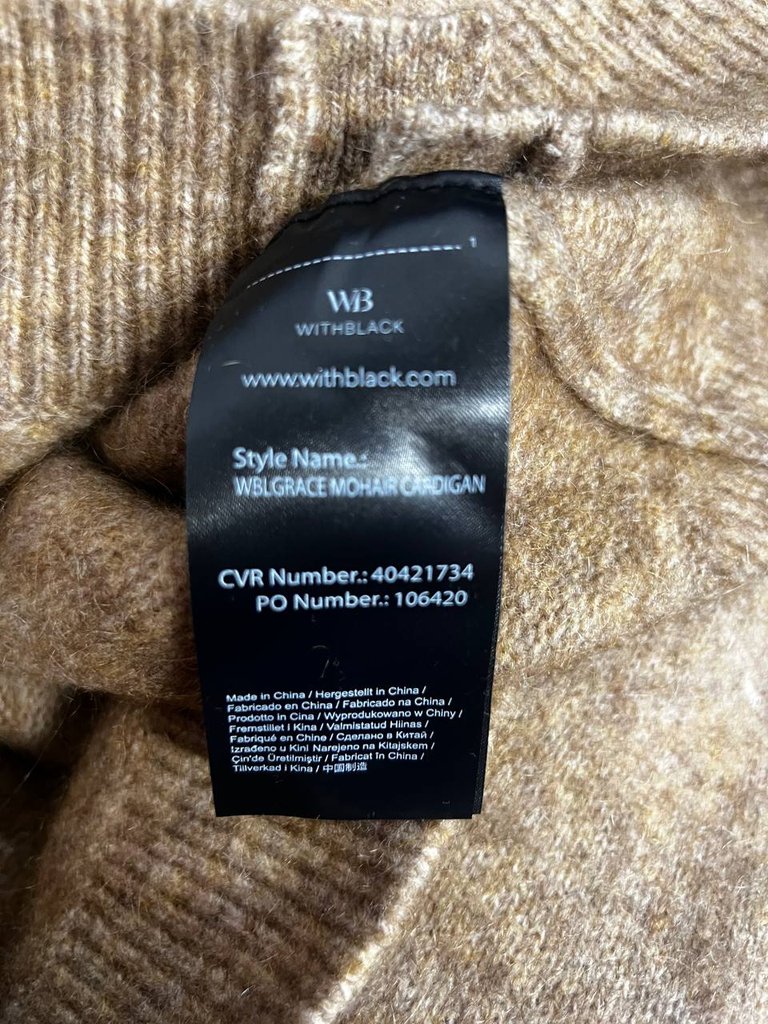 1
WB
WITHBLACK
www.withblack.com
Style Name.:
WBLGRACE MOHAIR CARDIGAN
CVR Number.: 40421734
PO Number.: 106420
Made in China / Hergestellt in China /
Fabricado en China / Fabricado na China /
Prodotto in Cina / Wyprodukowano w Chiny /
Fremstillet i Kina / Valmistatud Hiinas /
Fabriqué en Chine / Сделано в Китай /
Izrađeno u Kini Narejeno na Kitajskem /
Çin'de Üretilmiştir / Fabricat în China /
Tillverkad i Kina / 中国制造